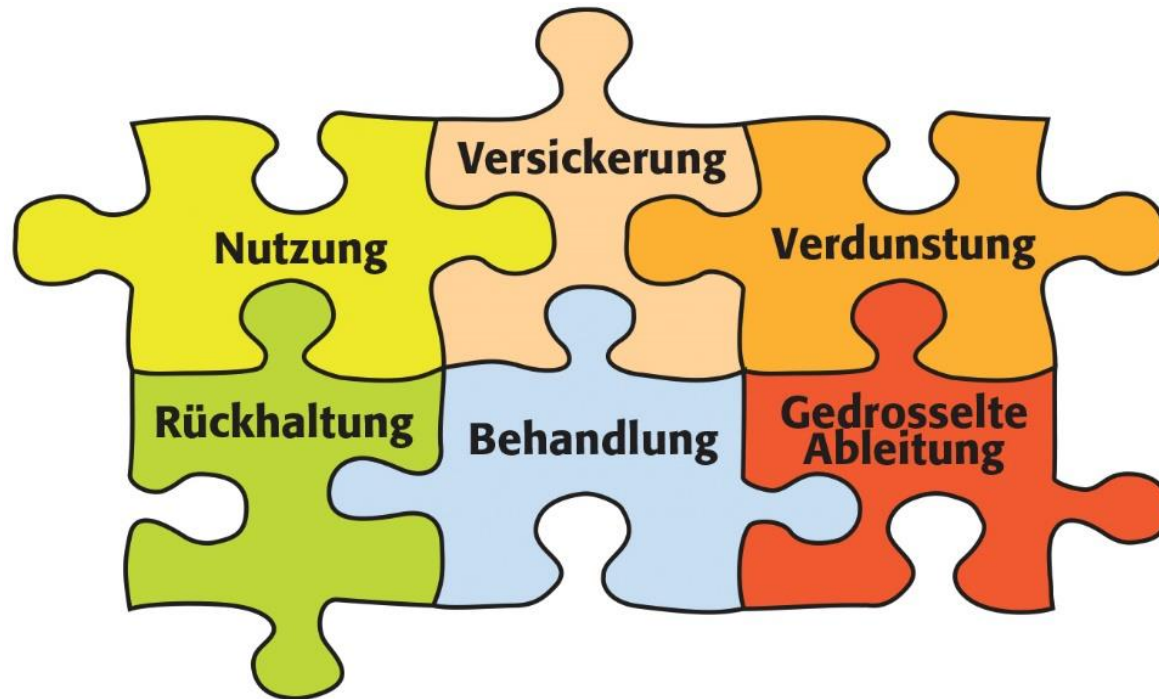 Versickerung
Nutzung
Verdunstung
Rückhaltung
Behandlung
Gedrosselte
Ableitung